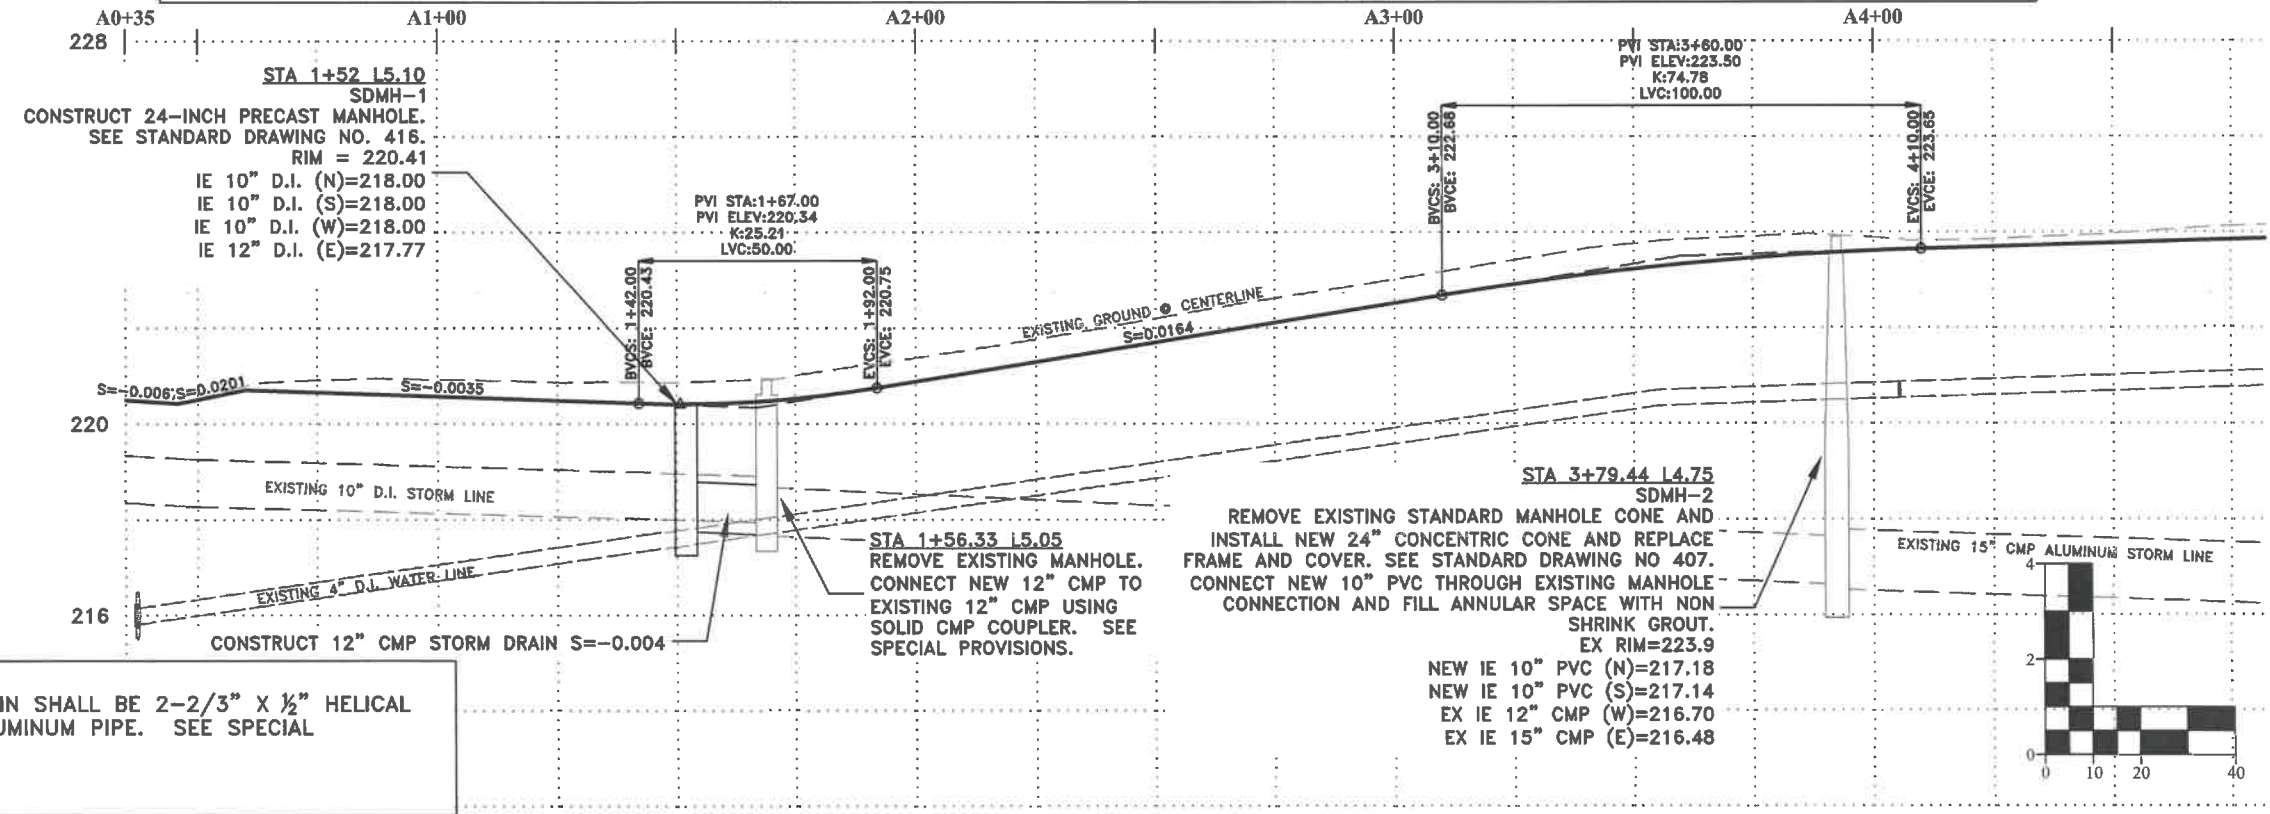 A0+35 A1+00 A2+00 A3+00 A4+00
228
STA 1+52 L5.10
SDMH-1
CONSTRUCT 24-INCH PRECAST MANHOLE.
SEE STANDARD DRAWING NO. 416.
RIM = 220.41
IE 10" D.I. (N)=218.00
IE 10" D.I. (S)=218.00
IE 10" D.I. (W)=218.00
IE 12" D.I. (E)=217.77
PVI STA:1+67.00
PVI ELEV:220.34
K:25.21
LVC:50.00
BVCS: 1+42.00
BVCE: 220.43
EVCS: 1+92.00
EVCE: 220.75
PVI STA:3+60.00
PVI ELEV:223.50
K:74.78
LVC:100.00
BVCS: 3+10.00
BVCE: 222.68
EVCS: 4+10.00
EVCE: 223.65
EXISTING GROUND @ CENTERLINE
S=0.0164
S=-0.006 S=0.0201
S=-0.0035
220
EXISTING 10" D.I. STORM LINE
EXISTING 4" D.I. WATER LINE
216
CONSTRUCT 12" CMP STORM DRAIN S=-0.004
STA 1+56.33 L5.05
REMOVE EXISTING MANHOLE.
CONNECT NEW 12" CMP TO
EXISTING 12" CMP USING
SOLID CMP COUPLER. SEE
SPECIAL PROVISIONS.
STA 3+79.44 L4.75
SDMH-2
REMOVE EXISTING STANDARD MANHOLE CONE AND
INSTALL NEW 24" CONCENTRIC CONE AND REPLACE
FRAME AND COVER. SEE STANDARD DRAWING NO 407.
CONNECT NEW 10" PVC THROUGH EXISTING MANHOLE
CONNECTION AND FILL ANNULAR SPACE WITH NON
SHRINK GROUT.
EX RIM=223.9
NEW IE 10" PVC (N)=217.18
NEW IE 10" PVC (S)=217.14
EX IE 12" CMP (W)=216.70
EX IE 15" CMP (E)=216.48
EXISTING 15" CMP ALUMINUM STORM LINE
4
2
0
0 10 20 40
IN SHALL BE 2-2/3" X ½" HELICAL
UMINUM PIPE. SEE SPECIAL